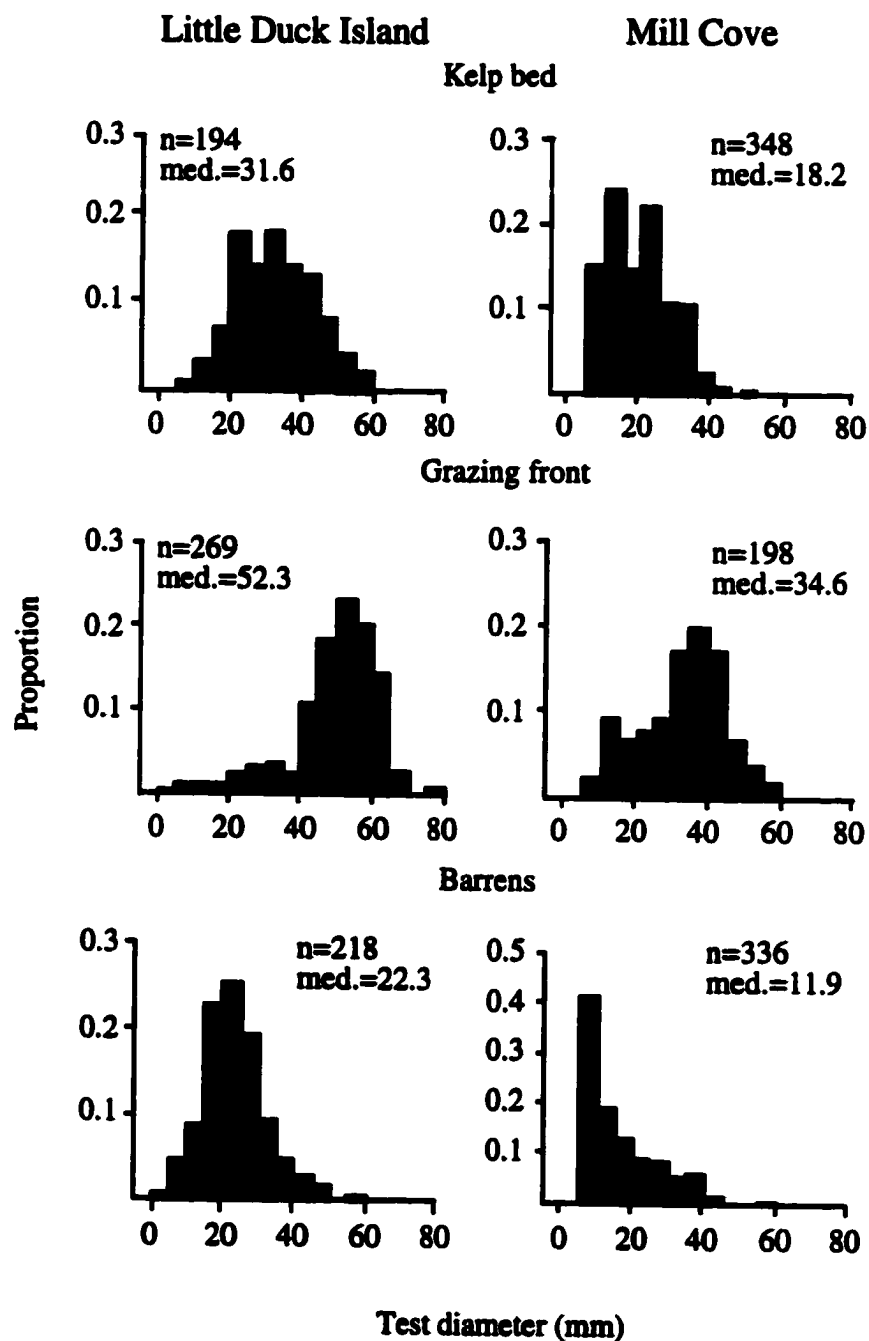 Little Duck Island Mill Cove
Kelp bed
0.3
0.2
0.1
n=194
med.=31.6
0 20 40 60 80
0.3
0.2
0.1
n=348
med.=18.2
0 20 40 60 80
Grazing front
Proportion
0.3
0.2
0.1
n=269
med.=52.3
0 20 40 60 80
0.3
0.2
0.1
n=198
med.=34.6
0 20 40 60 80
Barrens
0.3
0.2
0.1
n=218
med.=22.3
0 20 40 60 80
0.5
0.4
0.3
0.2
0.1
n=336
med.=11.9
0 20 40 60 80
Test diameter (mm)